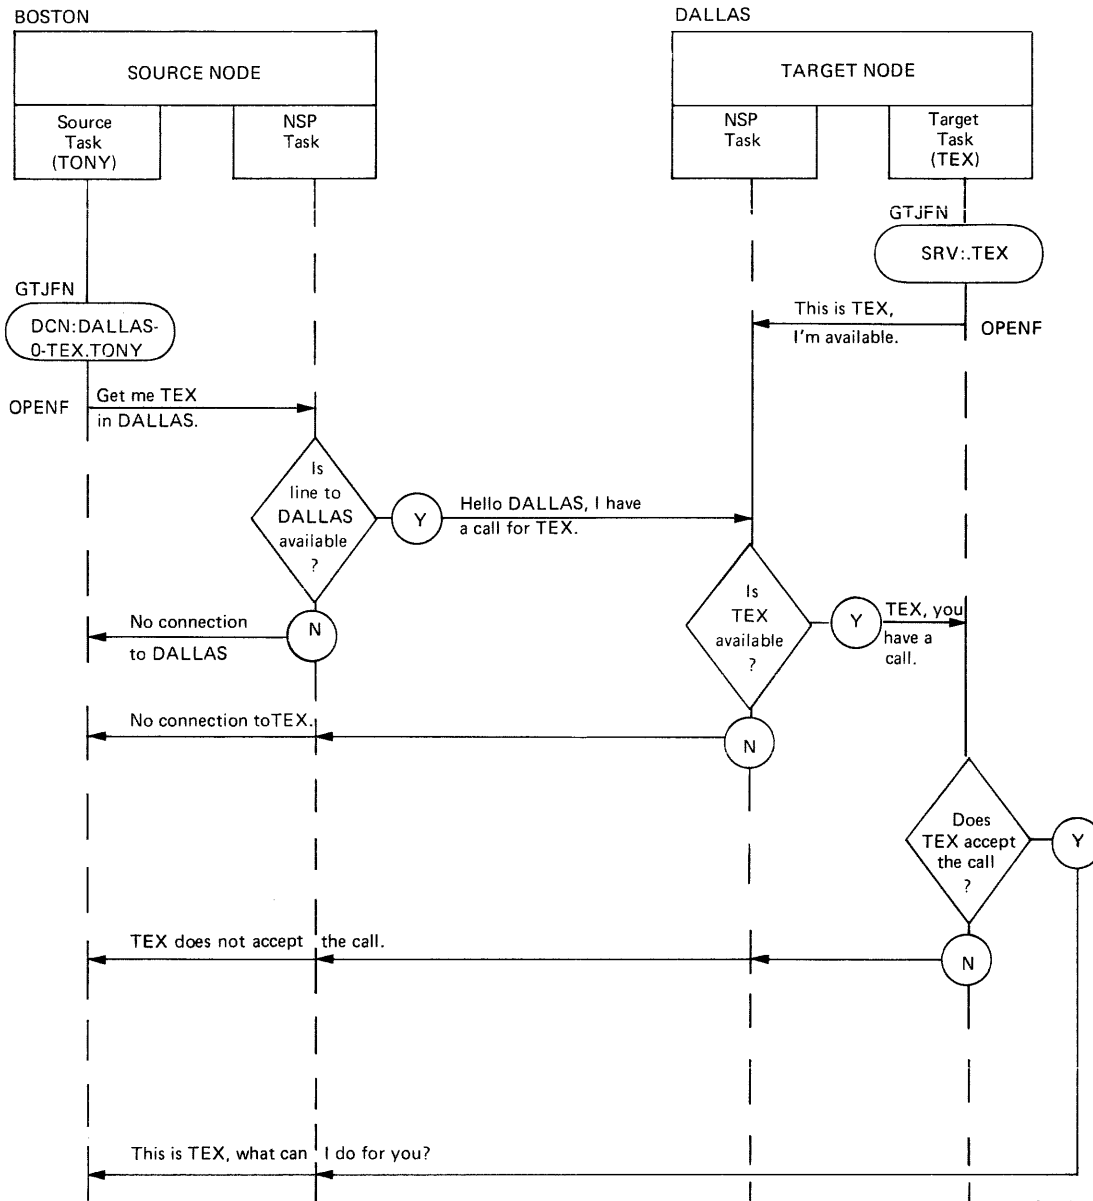 BOSTON
DALLAS
SOURCE NODE
TARGET NODE
Source
Task
(TONY)
NSP
Task
NSP
Task
Target
Task
(TEX)
GTJFN
SRV:.TEX
GTJFN
DCN:DALLAS-
0-TEX.TONY
This is TEX,
I'm available.
OPENF
OPENF
Get me TEX
in DALLAS.
Is
line to
DALLAS
available
?
Y
Hello DALLAS, I have
a call for TEX.
N
No connection
to DALLAS
Is
TEX
available
?
Y
TEX, you
have a
call.
No connection to TEX.
N
Does
TEX accept
the call
?
Y
TEX does not accept the call.
N
This is TEX, what can I do for you?